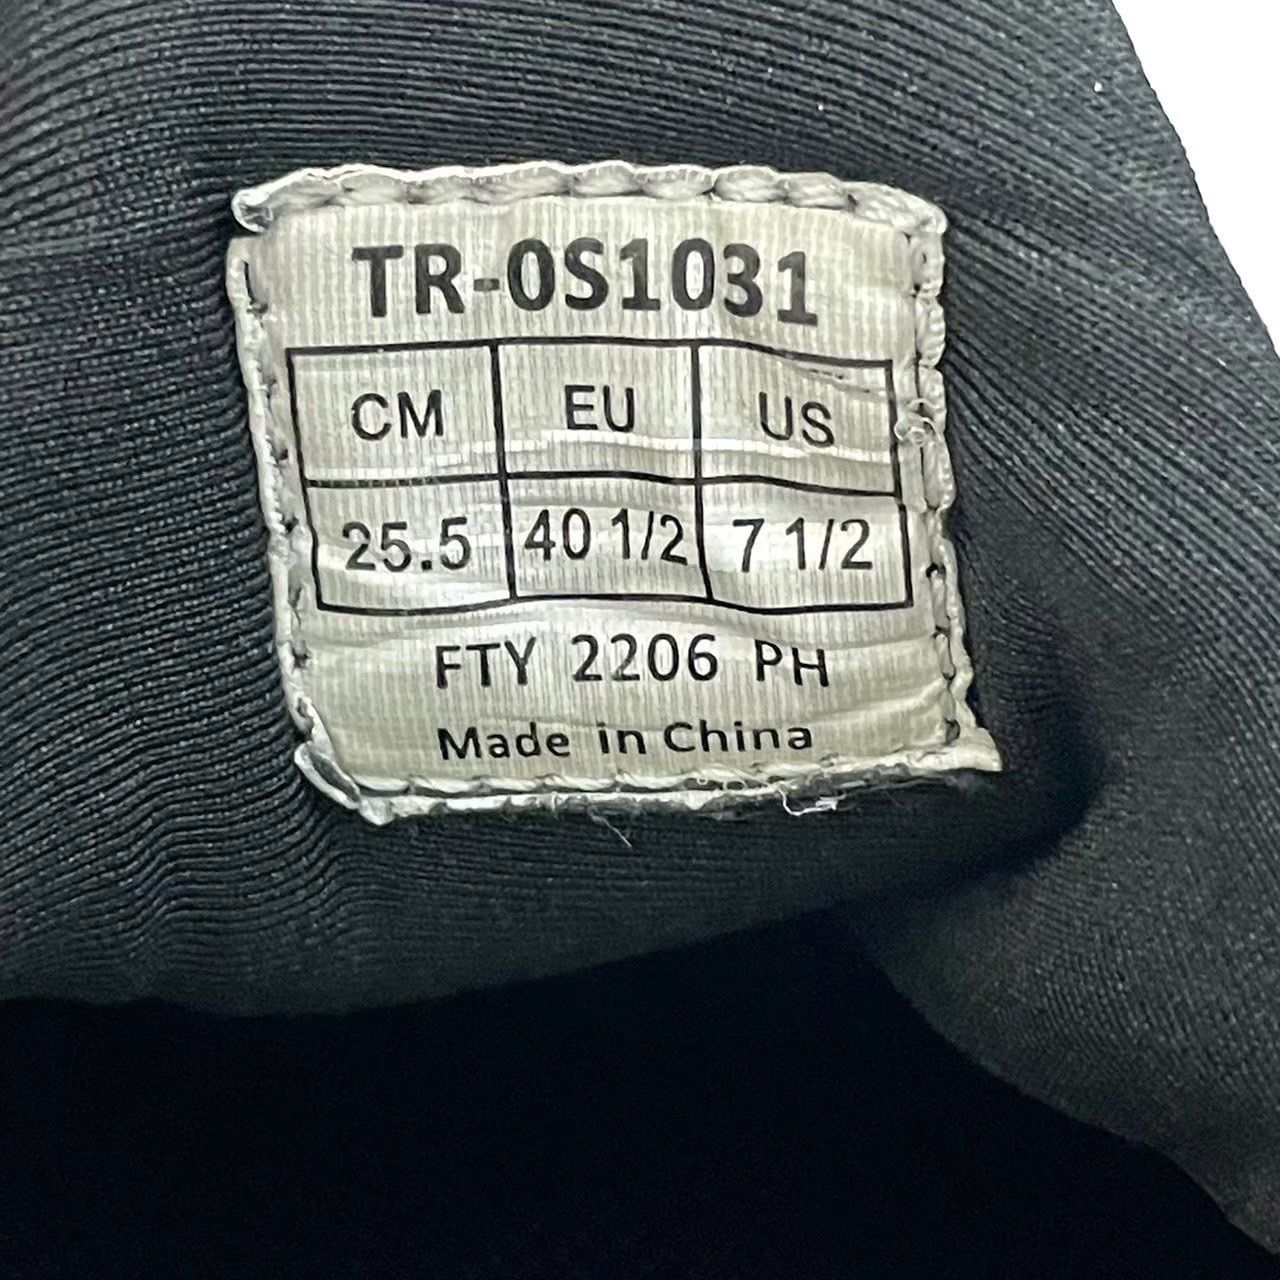 TR-0S1031
CM EU US
25.5 40 1/2 7 1/2
FTY 2206 PH
Made in China